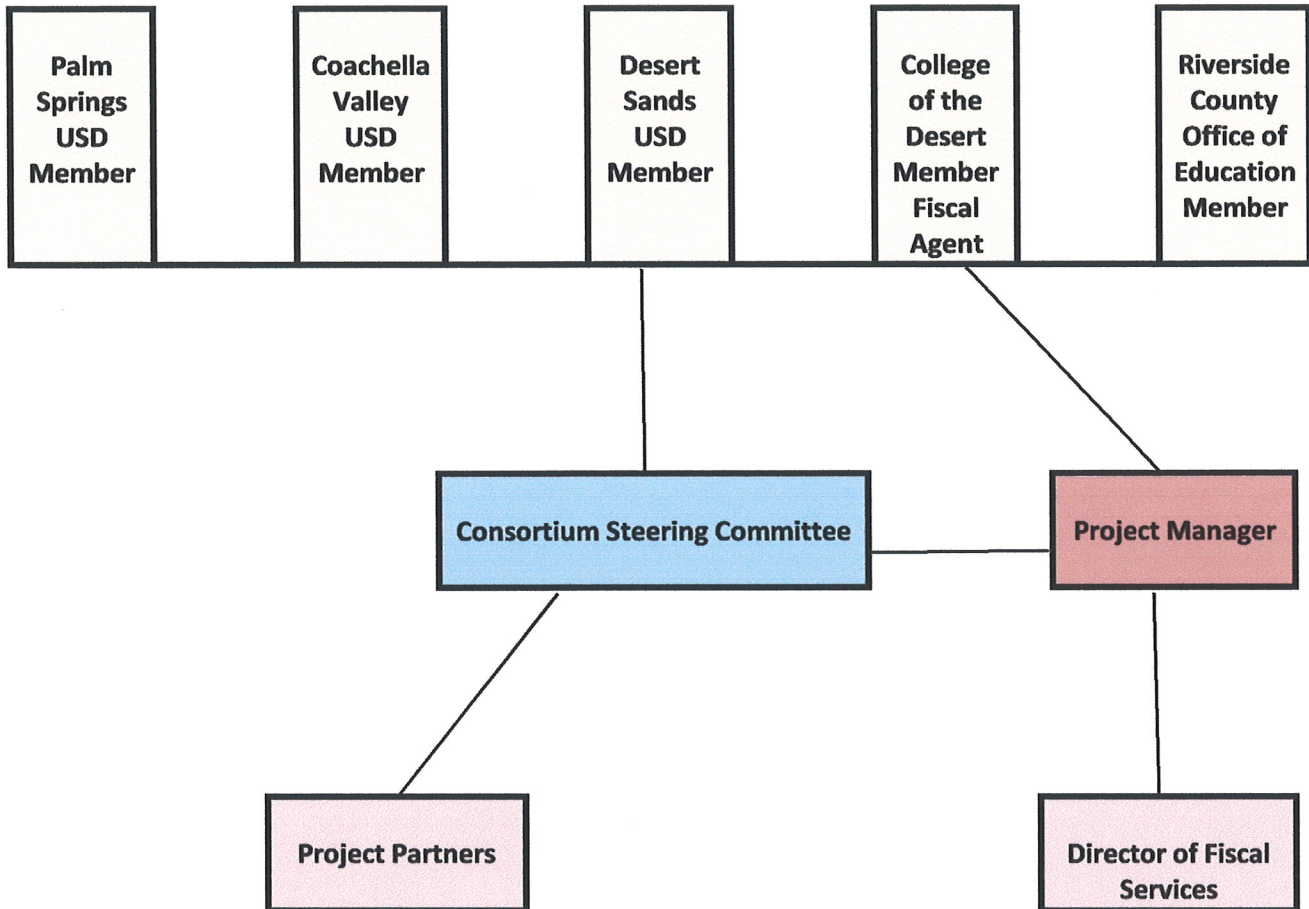 Palm
Springs
USD
Member
Coachella
Valley
USD
Member
Desert
Sands
USD
Member
College
of the
Desert
Member
Fiscal
Agent
Riverside
County
Office of
Education
Member
Consortium Steering Committee
Project Manager
Project Partners
Director of Fiscal
Services